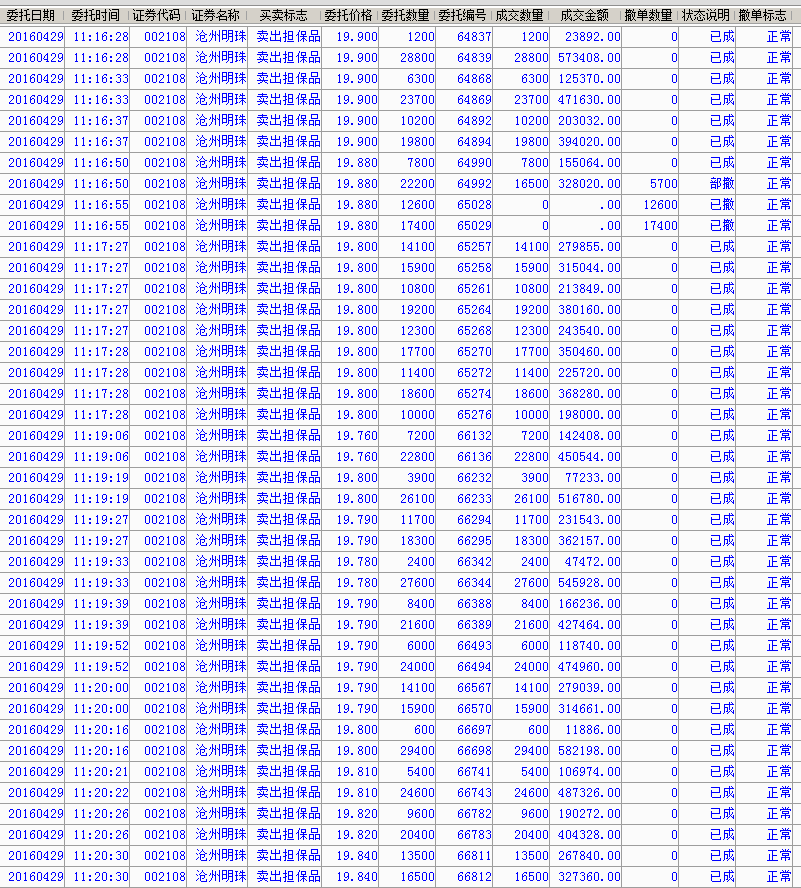 委托日期 委托时间 证券代码 证券名称 买卖标志 委托价格 委托数量 委托编号 成交数量 成交金额 撤单数量 状态说明 撤单标志
20160429 11:16:28 002108 沧州明珠 卖出担保品 19.900 1200 64837 1200 23892.00 0 已成 正常
20160429 11:16:28 002108 沧州明珠 卖出担保品 19.900 28800 64839 28800 573408.00 0 已成 正常
20160429 11:16:33 002108 沧州明珠 卖出担保品 19.900 6300 64868 6300 125370.00 0 已成 正常
20160429 11:16:33 002108 沧州明珠 卖出担保品 19.900 23700 64869 23700 471630.00 0 已成 正常
20160429 11:16:37 002108 沧州明珠 卖出担保品 19.900 10200 64892 10200 203032.00 0 已成 正常
20160429 11:16:37 002108 沧州明珠 卖出担保品 19.900 19800 64894 19800 394020.00 0 已成 正常
20160429 11:16:50 002108 沧州明珠 卖出担保品 19.880 7800 64990 7800 155064.00 0 已成 正常
20160429 11:16:50 002108 沧州明珠 卖出担保品 19.880 22200 64992 16500 328020.00 5700 部撤 正常
20160429 11:16:55 002108 沧州明珠 卖出担保品 19.880 12600 65028 0 .00 12600 已撤 正常
20160429 11:16:55 002108 沧州明珠 卖出担保品 19.880 17400 65029 0 .00 17400 已撤 正常
20160429 11:17:27 002108 沧州明珠 卖出担保品 19.800 14100 65257 14100 279855.00 0 已成 正常
20160429 11:17:27 002108 沧州明珠 卖出担保品 19.800 15900 65258 15900 315044.00 0 已成 正常
20160429 11:17:27 002108 沧州明珠 卖出担保品 19.800 10800 65261 10800 213849.00 0 已成 正常
20160429 11:17:27 002108 沧州明珠 卖出担保品 19.800 19200 65264 19200 380160.00 0 已成 正常
20160429 11:17:27 002108 沧州明珠 卖出担保品 19.800 12300 65268 12300 243540.00 0 已成 正常
20160429 11:17:28 002108 沧州明珠 卖出担保品 19.800 17700 65270 17700 350460.00 0 已成 正常
20160429 11:17:28 002108 沧州明珠 卖出担保品 19.800 11400 65272 11400 225720.00 0 已成 正常
20160429 11:17:28 002108 沧州明珠 卖出担保品 19.800 18600 65274 18600 368280.00 0 已成 正常
20160429 11:17:28 002108 沧州明珠 卖出担保品 19.800 10000 65276 10000 198000.00 0 已成 正常
20160429 11:19:06 002108 沧州明珠 卖出担保品 19.760 7200 66132 7200 142408.00 0 已成 正常
20160429 11:19:06 002108 沧州明珠 卖出担保品 19.760 22800 66136 22800 450544.00 0 已成 正常
20160429 11:19:19 002108 沧州明珠 卖出担保品 19.800 3900 66232 3900 77233.00 0 已成 正常
20160429 11:19:19 002108 沧州明珠 卖出担保品 19.800 26100 66233 26100 516780.00 0 已成 正常
20160429 11:19:27 002108 沧州明珠 卖出担保品 19.790 11700 66294 11700 231543.00 0 已成 正常
20160429 11:19:27 002108 沧州明珠 卖出担保品 19.790 18300 66295 18300 362157.00 0 已成 正常
20160429 11:19:33 002108 沧州明珠 卖出担保品 19.780 2400 66342 2400 47472.00 0 已成 正常
20160429 11:19:33 002108 沧州明珠 卖出担保品 19.780 27600 66344 27600 545928.00 0 已成 正常
20160429 11:19:39 002108 沧州明珠 卖出担保品 19.790 8400 66388 8400 166236.00 0 已成 正常
20160429 11:19:39 002108 沧州明珠 卖出担保品 19.790 21600 66389 21600 427464.00 0 已成 正常
20160429 11:19:52 002108 沧州明珠 卖出担保品 19.790 6000 66493 6000 118740.00 0 已成 正常
20160429 11:19:52 002108 沧州明珠 卖出担保品 19.790 24000 66494 24000 474960.00 0 已成 正常
20160429 11:20:00 002108 沧州明珠 卖出担保品 19.790 14100 66567 14100 279039.00 0 已成 正常
20160429 11:20:00 002108 沧州明珠 卖出担保品 19.790 15900 66570 15900 314661.00 0 已成 正常
20160429 11:20:16 002108 沧州明珠 卖出担保品 19.800 600 66697 600 11886.00 0 已成 正常
20160429 11:20:16 002108 沧州明珠 卖出担保品 19.800 29400 66698 29400 582198.00 0 已成 正常
20160429 11:20:21 002108 沧州明珠 卖出担保品 19.810 5400 66741 5400 106974.00 0 已成 正常
20160429 11:20:22 002108 沧州明珠 卖出担保品 19.810 24600 66743 24600 487326.00 0 已成 正常
20160429 11:20:26 002108 沧州明珠 卖出担保品 19.820 9600 66782 9600 190272.00 0 已成 正常
20160429 11:20:26 002108 沧州明珠 卖出担保品 19.820 20400 66783 20400 404328.00 0 已成 正常
20160429 11:20:30 002108 沧州明珠 卖出担保品 19.840 13500 66811 13500 267840.00 0 已成 正常
20160429 11:20:30 002108 沧州明珠 卖出担保品 19.840 16500 66812 16500 327360.00 0 已成 正常